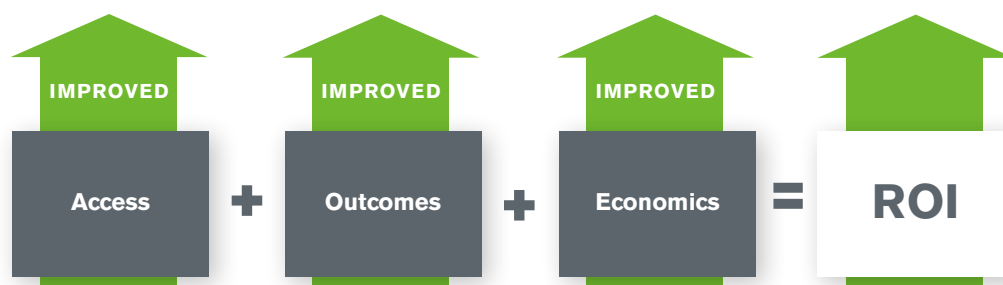 IMPROVED
IMPROVED
IMPROVED
Access
+
Outcomes
+
Economics
=
ROI